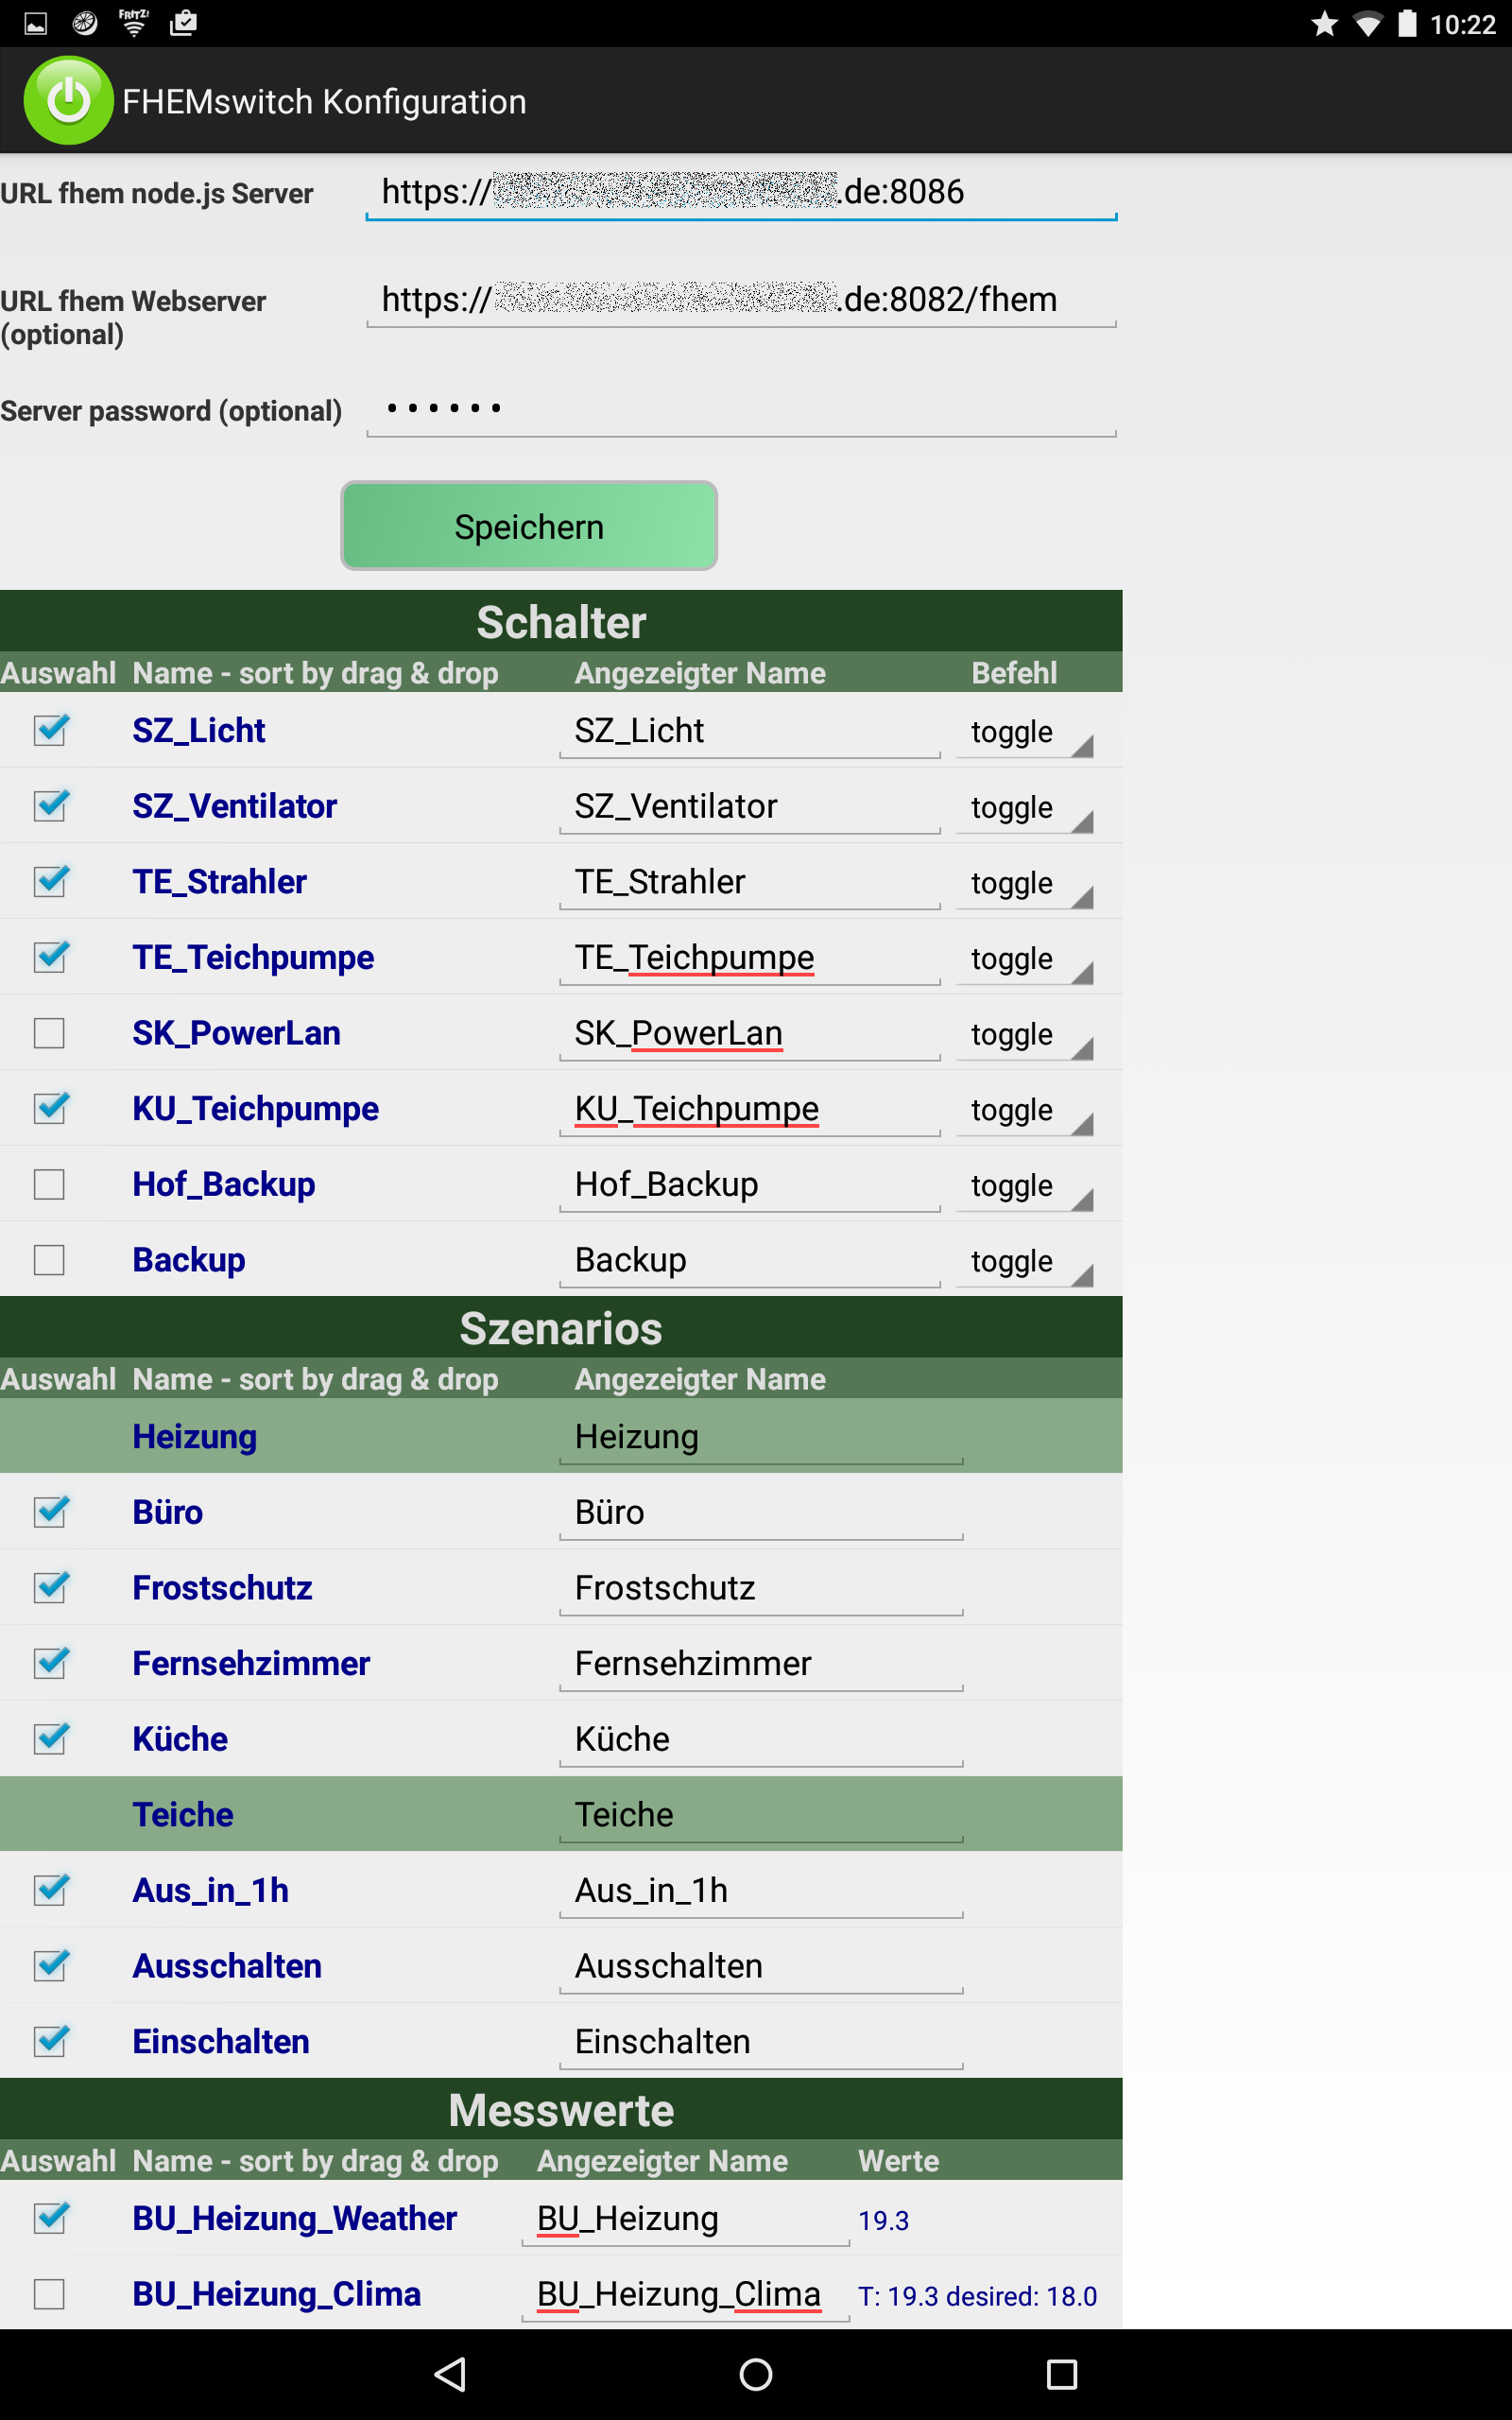 FRITZ! 10:22
FHEMswitch Konfiguration
URL fhem node.js Server https:// .de:8086
URL fhem Webserver https:// .de:8082/fhem
(optional)
Server password (optional) ••••••
Speichern
Schalter
Auswahl Name - sort by drag & drop Angezeigter Name Befehl
SZ_Licht SZ_Licht toggle
SZ_Ventilator SZ_Ventilator toggle
TE_Strahler TE_Strahler toggle
TE_Teichpumpe TE_Teichpumpe toggle
SK_PowerLan SK_PowerLan toggle
KU_Teichpumpe KU_Teichpumpe toggle
Hof_Backup Hof_Backup toggle
Backup Backup toggle
Szenarios
Auswahl Name - sort by drag & drop Angezeigter Name
Heizung Heizung
Büro Büro
Frostschutz Frostschutz
Fernsehzimmer Fernsehzimmer
Küche Küche
Teiche Teiche
Aus_in_1h Aus_in_1h
Ausschalten Ausschalten
Einschalten Einschalten
Messwerte
Auswahl Name - sort by drag & drop Angezeigter Name Werte
BU_Heizung_Weather BU_Heizung 19.3
BU_Heizung_Clima BU_Heizung_Clima T: 19.3 desired: 18.0